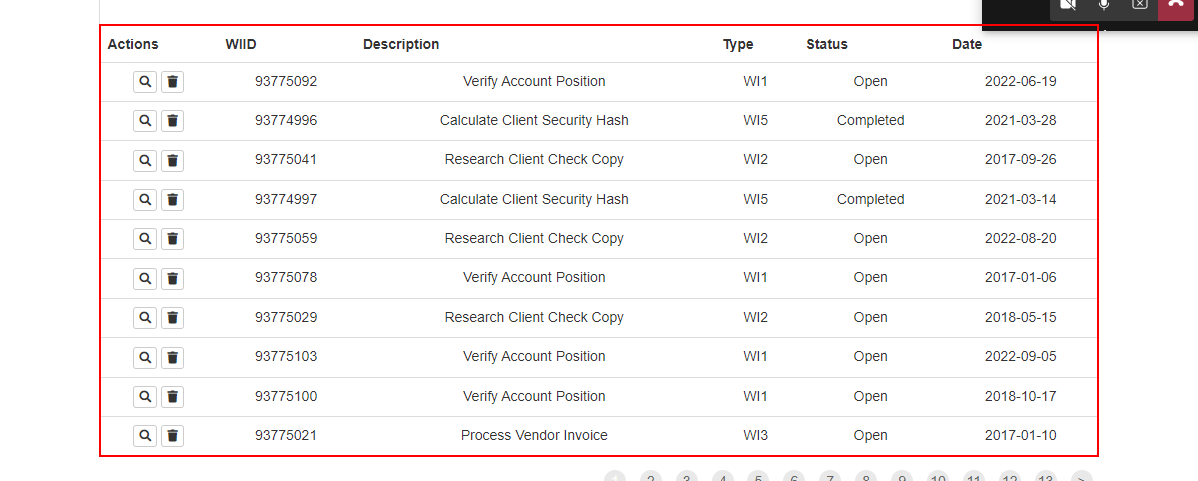 Actions WIID Description Type Status Date
93775092 Verify Account Position WI1 Open 2022-06-19
93774996 Calculate Client Security Hash WI5 Completed 2021-03-28
93775041 Research Client Check Copy WI2 Open 2017-09-26
93774997 Calculate Client Security Hash WI5 Completed 2021-03-14
93775059 Research Client Check Copy WI2 Open 2022-08-20
93775078 Verify Account Position WI1 Open 2017-01-06
93775029 Research Client Check Copy WI2 Open 2018-05-15
93775103 Verify Account Position WI1 Open 2022-09-05
93775100 Verify Account Position WI1 Open 2018-10-17
93775021 Process Vendor Invoice WI3 Open 2017-01-10
1 2 3 4 5 6 7 8 9 10 11 12 13 >